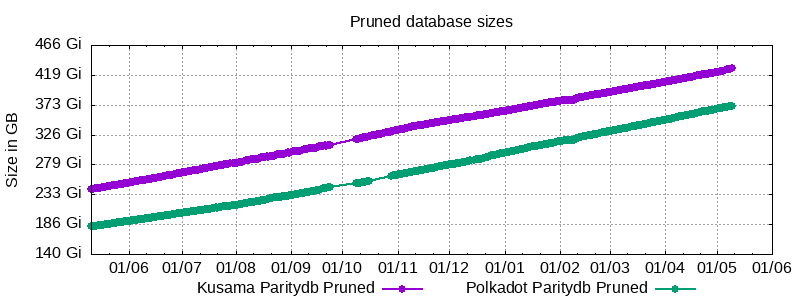 Pruned database sizes
Size in GB
466 Gi
419 Gi
373 Gi
326 Gi
279 Gi
233 Gi
186 Gi
140 Gi
01/06 01/07 01/08 01/09 01/10 01/11 01/12 01/01 01/02 01/03 01/04 01/05 01/06
Kusama Paritydb Pruned Polkadot Paritydb Pruned